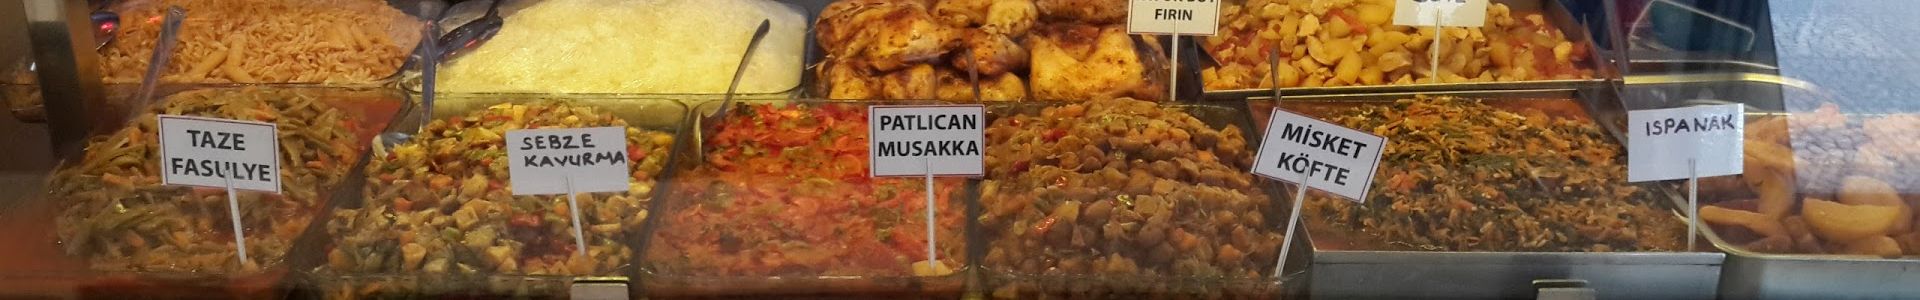 FIRIN
TAZE
FASULYE
SEBZE
KAVURMA
PATLICAN
MUSAKKA
MİSKET
KÖFTE
ISPANAK